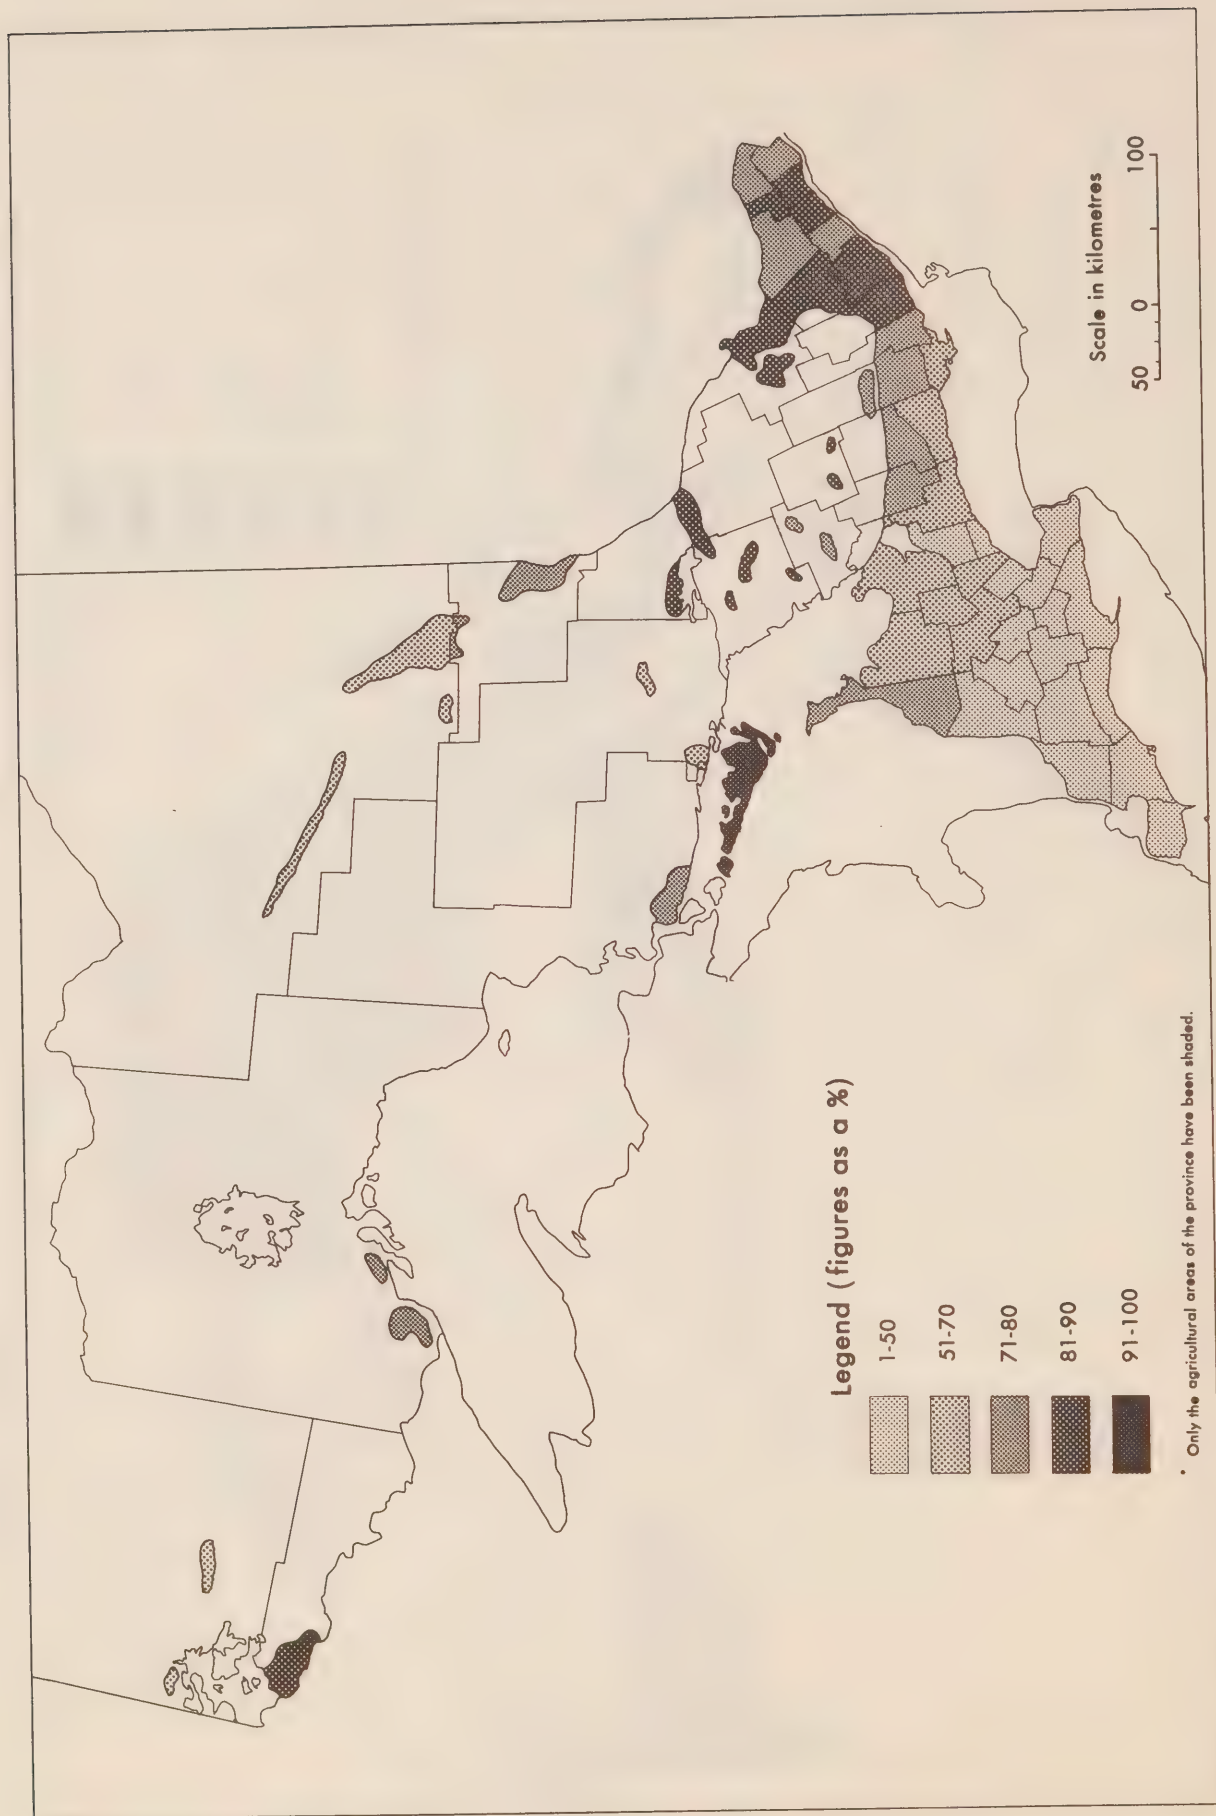 Scale in kilometres
50 0 100
Legend (figures as a %)
1-50
51-70
71-80
81-90
91-100
* Only the agricultural areas of the province have been shaded.